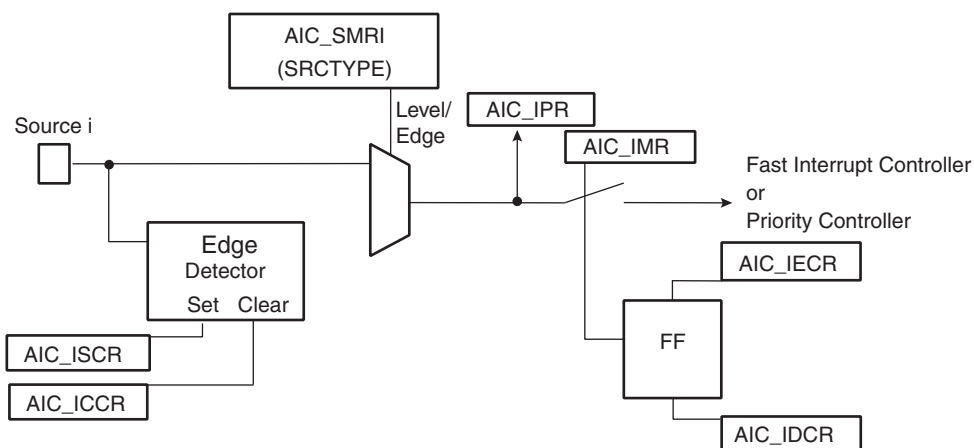 AIC_SMRI
(SRCTYPE)
Level/
Edge
Source i
AIC_IPR
AIC_IMR
Fast Interrupt Controller
or
Priority Controller
Edge
Detector
Set Clear
AIC_IECR
FF
AIC_ISCR
AIC_ICCR
AIC_IDCR